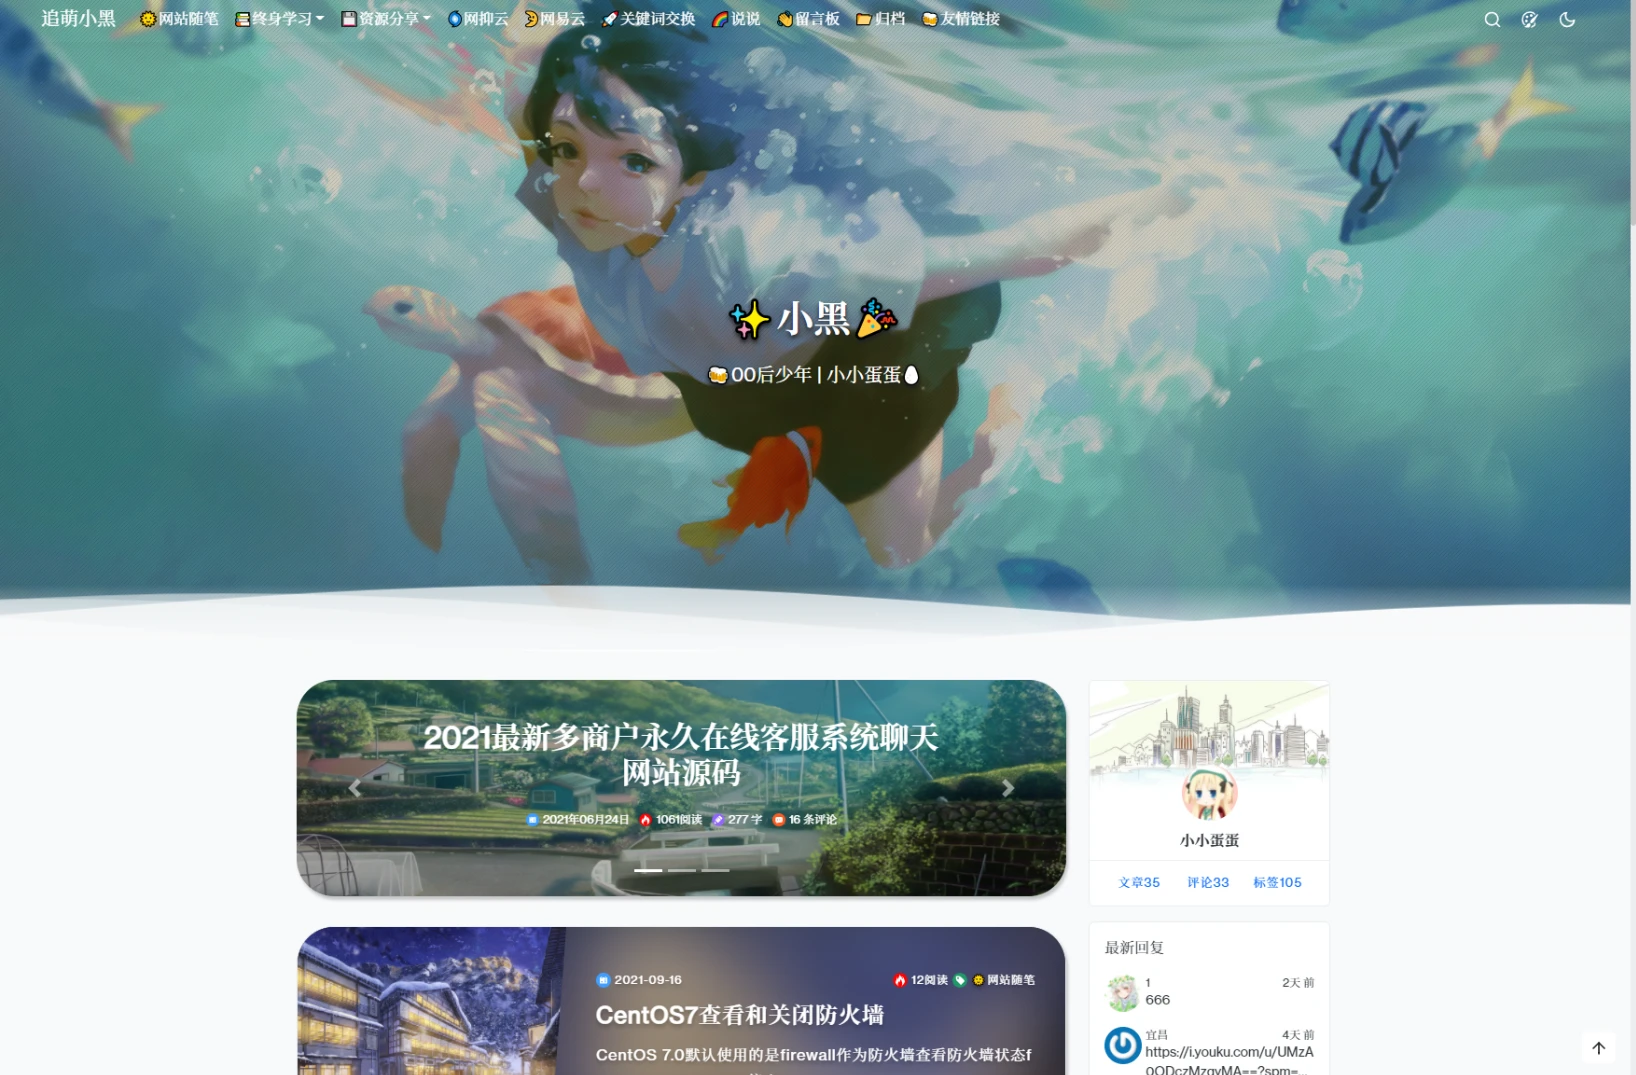 追萌小黑 🌞网站随笔 📚终身学习 💾资源分享 网抑云 网易云 🚀关键词交换 🌈说说 👏留言板 📁归档 🍻友情链接
✨小黑🎉
🍻00后少年 | 小小蛋蛋🥚
2021最新多商户永久在线客服系统聊天
网站源码
2021年06月24日 1061阅读 277 字 16 条评论
小小蛋蛋
文章35 评论33 标签105
2021-09-16 12阅读 网站随笔
CentOS7查看和关闭防火墙
CentOS 7.0默认使用的是firewall作为防火墙查看防火墙状态f
最新回复
1 2天前
666
宜昌 4天前
https://i.youku.com/u/UMzA
0ODczMzgyMA==?spm=...